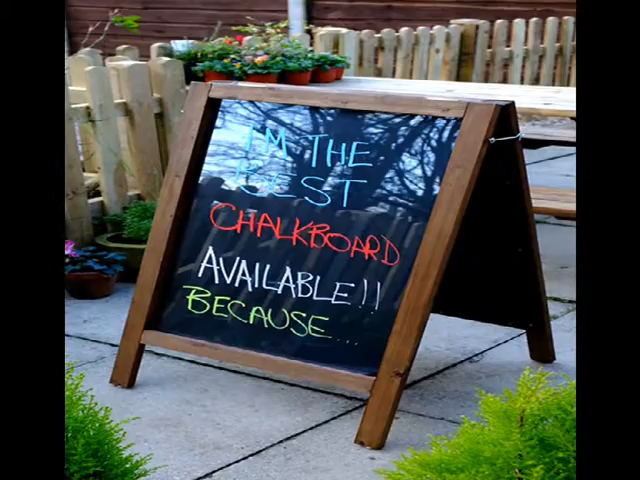 I'M THE
BEST
CHALKBOARD
AVAILABLE!!
BECAUSE...